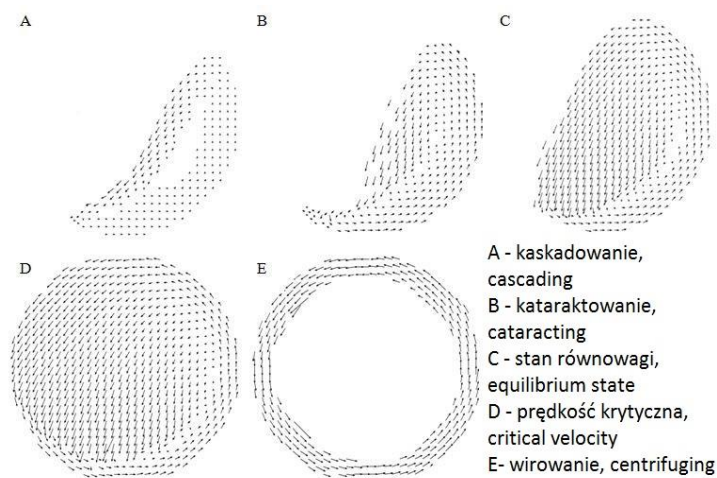 A
B
C
D
E
A - kaskadowanie,
cascading
B - kataraktowanie,
cataracting
C - stan równowagi,
equilibrium state
D - prędkość krytyczna,
critical velocity
E- wirowanie, centrifuging